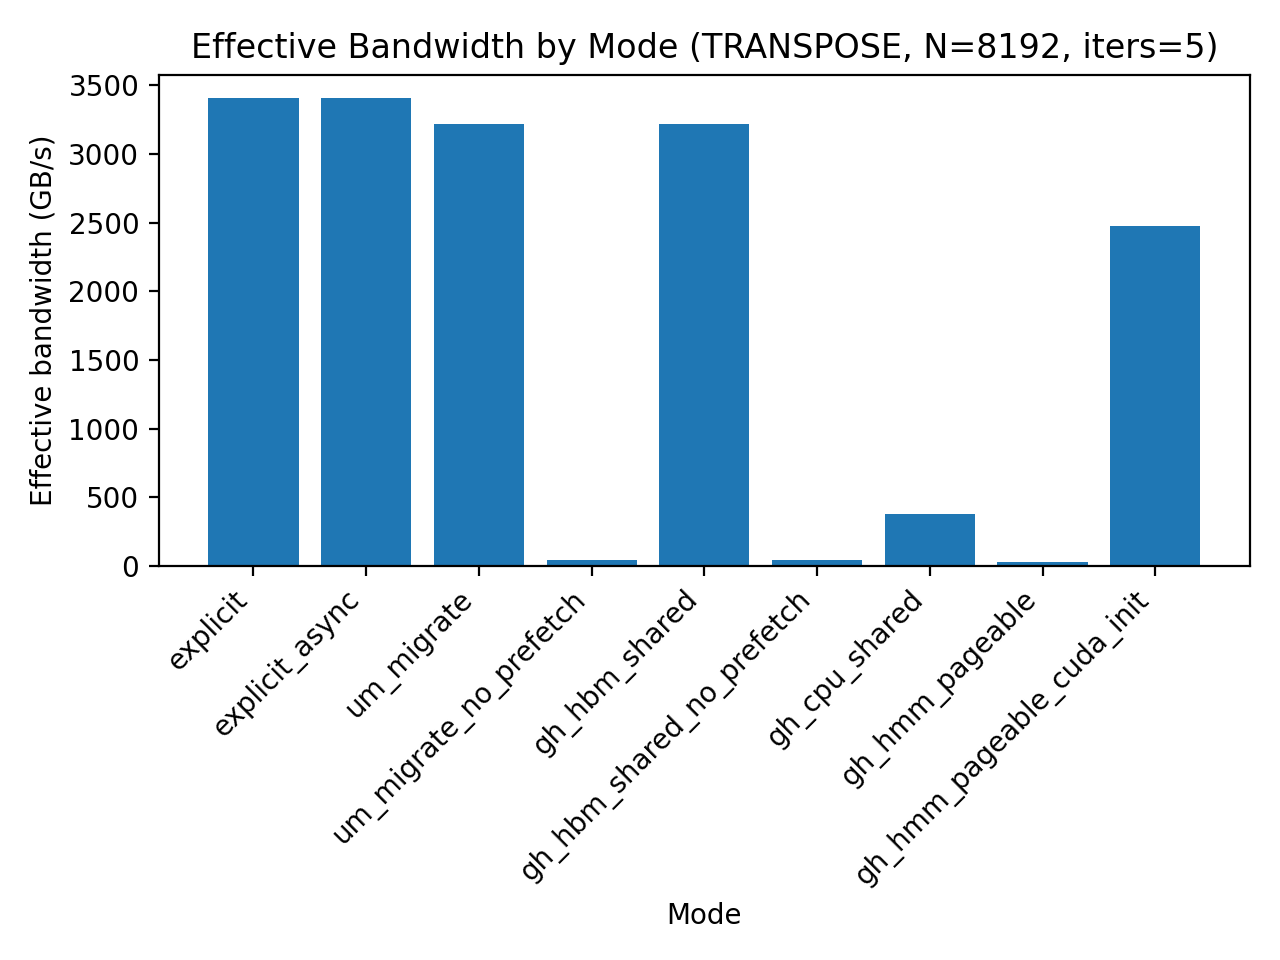 Effective Bandwidth by Mode (TRANSPOSE, N=8192, iters=5)
Effective bandwidth (GB/s)
3500
3000
2500
2000
1500
1000
500
0
explicit
explicit_async
um_migrate
um_migrate_no_prefetch
gh_hbm_shared
gh_hbm_shared_no_prefetch
gh_cpu_shared
gh_hmm_pageable
gh_hmm_pageable_cuda_init
Mode